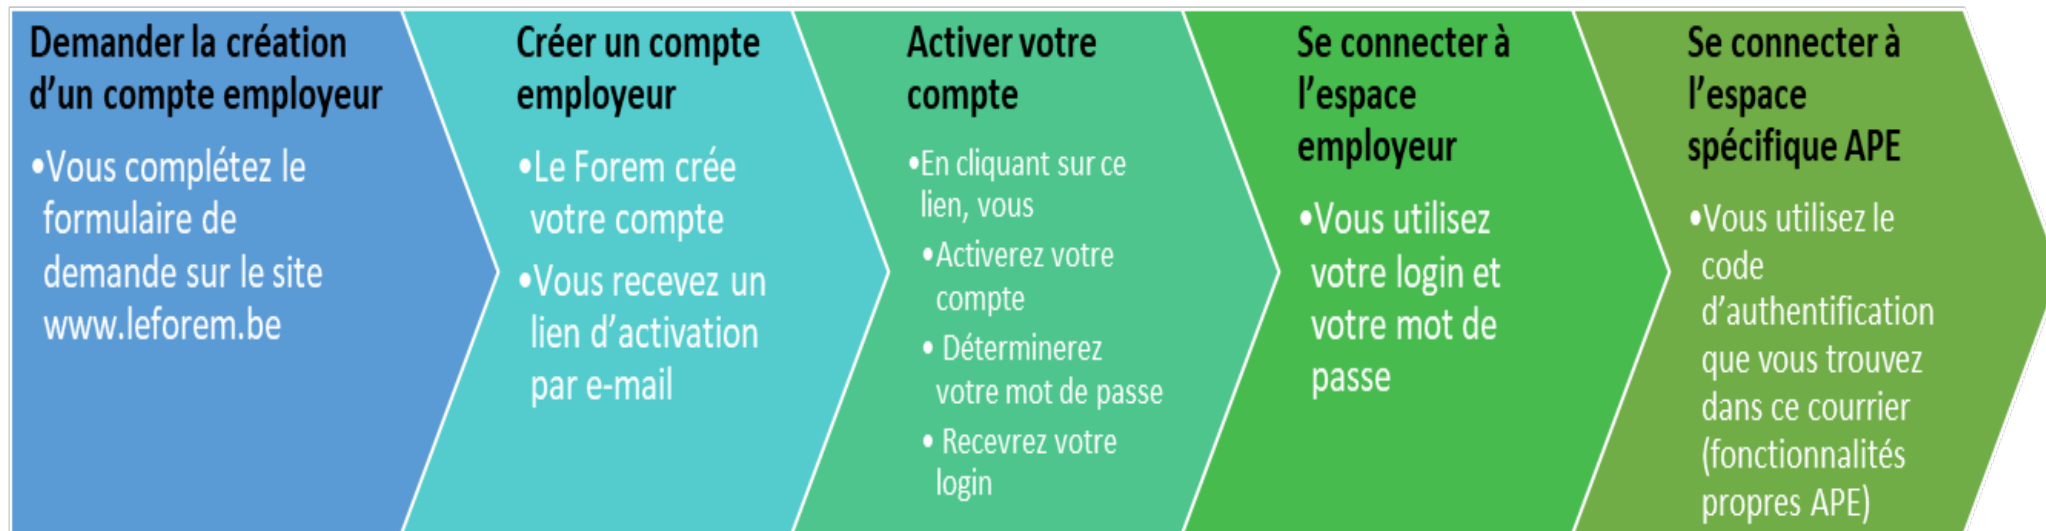 Demander la création
d’un compte employeur
•Vous complétez le
formulaire de
demande sur le site
www.leforem.be
Créer un compte
employeur
•Le Forem crée
votre compte
•Vous recevez un
lien d’activation
par e-mail
Activer votre
compte
•En cliquant sur ce
lien, vous
•Activerez votre
compte
• Déterminerez
votre mot de passe
• Recevrez votre
login
Se connecter à
l’espace
employeur
•Vous utilisez
votre login et
votre mot de
passe
Se connecter à
l’espace
spécifique APE
•Vous utilisez le
code
d’authentification
que vous trouvez
dans ce courrier
(fonctionnalités
propres APE)